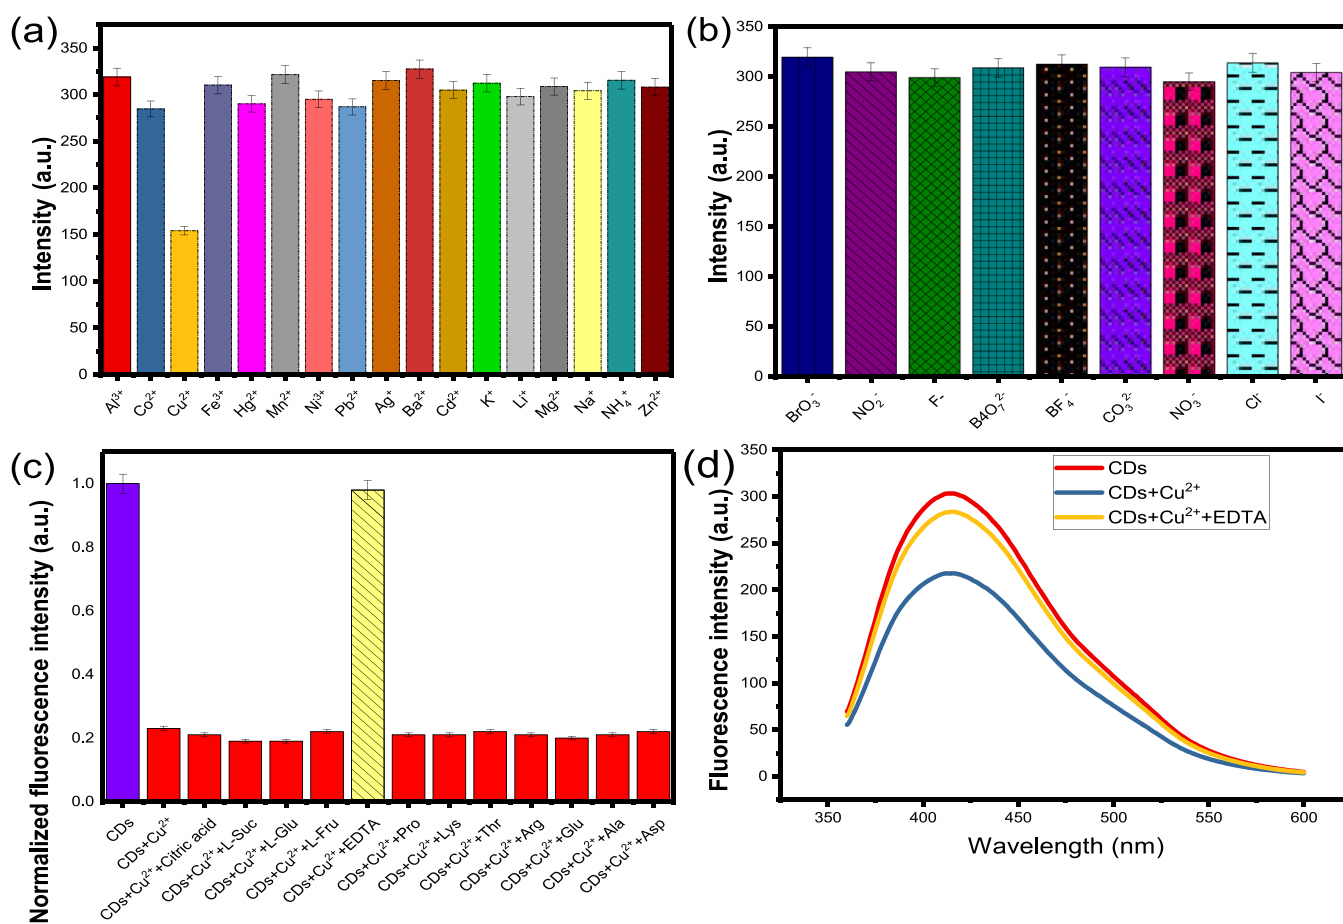 (a)
Intensity (a.u.)
350
300
250
200
150
100
50
0
Al³⁺ Co²⁺ Cu²⁺ Fe³⁺ Hg²⁺ Mn²⁺ Ni³⁺ Pb²⁺ Ag⁺ Ba²⁺ Cd²⁺ K⁺ Li⁺ Mg²⁺ Na⁺ NH₄⁺ Zn²⁺
(b)
Intensity (a.u.)
350
300
250
200
150
100
50
0
BrO₃⁻ NO₂⁻ F- B4O7²⁻ BF₄⁻ CO₃²⁻ NO₃⁻ Cl⁻ I⁻
(c)
Normalized fluorescence intensity (a.u.)
1.0
0.8
0.6
0.4
0.2
0.0
CDs
CDs+Cu²⁺
CDs+Cu²⁺+Citric acid
CDs+Cu²⁺+L-Suc
CDs+Cu²⁺+L-Glu
CDs+Cu²⁺+L-Fru
CDs+Cu²⁺+EDTA
CDs+Cu²⁺+Pro
CDs+Cu²⁺+Lys
CDs+Cu²⁺+Thr
CDs+Cu²⁺+Arg
CDs+Cu²⁺+Glu
CDs+Cu²⁺+Ala
CDs+Cu²⁺+Asp
(d)
Fluorescence intensity (a.u.)
350
300
250
200
150
100
50
0
CDs
CDs+Cu²⁺
CDs+Cu²⁺+EDTA
350 400 450 500 550 600
Wavelength (nm)